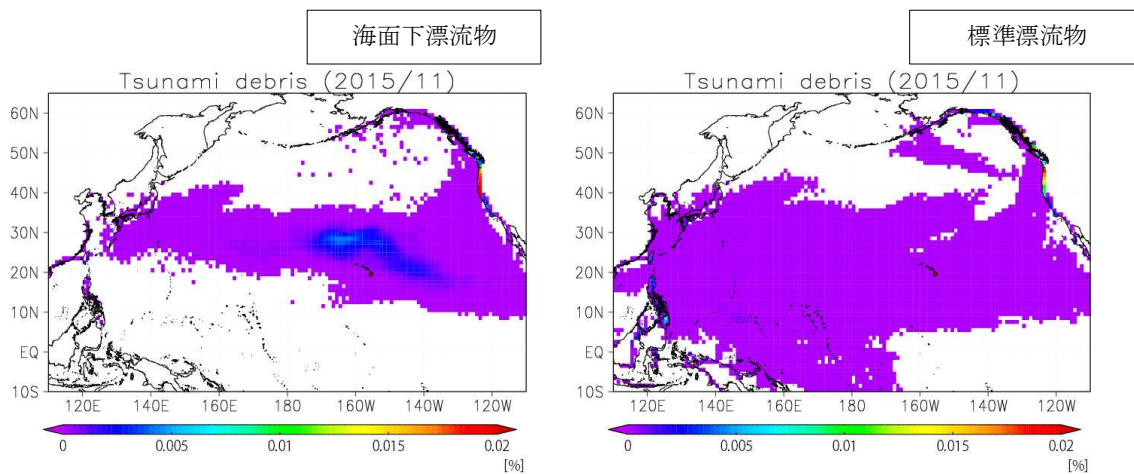 海面下漂流物
Tsunami debris (2015/11)
60N
50N
40N
30N
20N
10N
EQ
10S
120E 140E 160E 180 160W 140W 120W
0 0.005 0.01 0.015 0.02
[%]
標準漂流物
Tsunami debris (2015/11)
60N
50N
40N
30N
20N
10N
EQ
10S
120E 140E 160E 180 160W 140W 120W
0 0.005 0.01 0.015 0.02
[%]